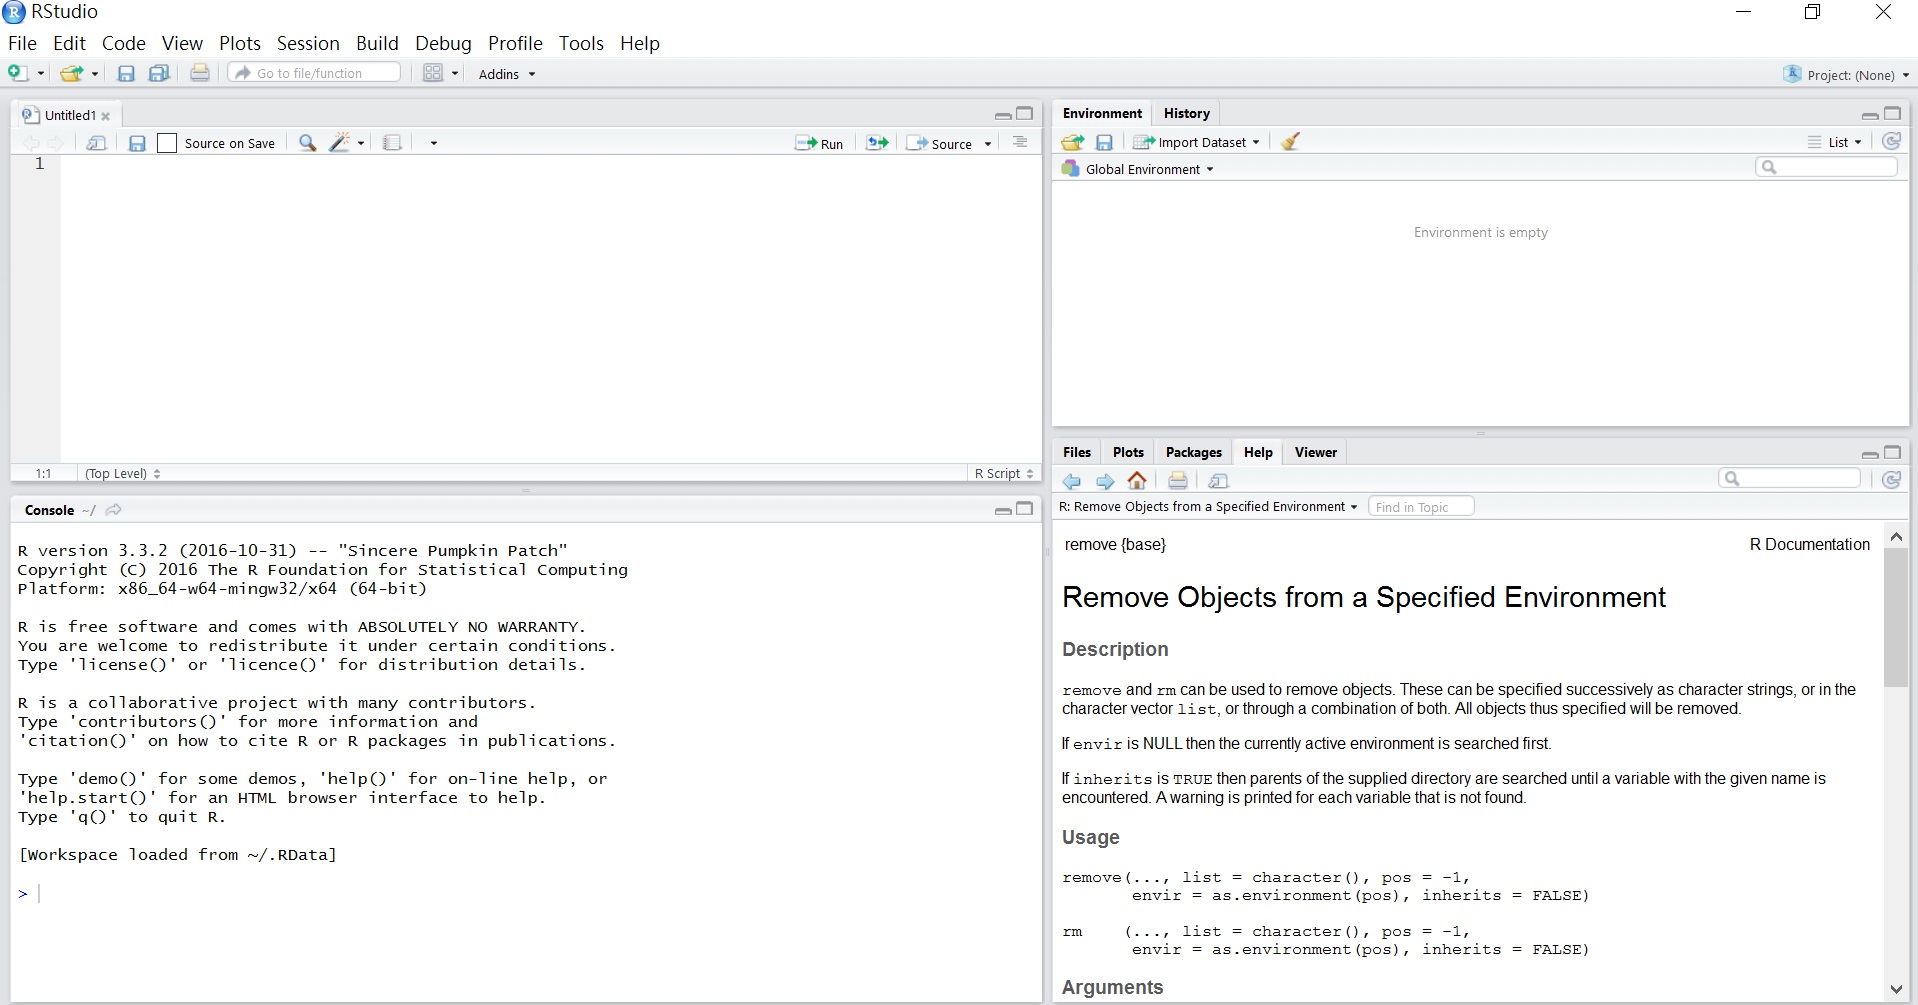 RStudio
File Edit Code View Plots Session Build Debug Profile Tools Help
Go to file/function Addins Project: (None)
Untitled1
Source on Save Run Source
1
1:1 (Top Level) R Script
Console ~/
R version 3.3.2 (2016-10-31) -- "Sincere Pumpkin Patch"
Copyright (C) 2016 The R Foundation for Statistical Computing
Platform: x86_64-w64-mingw32/x64 (64-bit)
R is free software and comes with ABSOLUTELY NO WARRANTY.
You are welcome to redistribute it under certain conditions.
Type 'license()' or 'licence()' for distribution details.
R is a collaborative project with many contributors.
Type 'contributors()' for more information and
'citation()' on how to cite R or R packages in publications.
Type 'demo()' for some demos, 'help()' for on-line help, or
'help.start()' for an HTML browser interface to help.
Type 'q()' to quit R.
[Workspace loaded from ~/.RData]
>
Environment History
Import Dataset List
Global Environment
Environment is empty
Files Plots Packages Help Viewer
R: Remove Objects from a Specified Environment Find in Topic
remove {base} R Documentation
Remove Objects from a Specified Environment
Description
remove and rm can be used to remove objects. These can be specified successively as character strings, or in the
character vector list, or through a combination of both. All objects thus specified will be removed.
If envir is NULL then the currently active environment is searched first.
If inherits is TRUE then parents of the supplied directory are searched until a variable with the given name is
encountered. A warning is printed for each variable that is not found.
Usage
remove(..., list = character(), pos = -1,
envir = as.environment(pos), inherits = FALSE)
rm (..., list = character(), pos = -1,
envir = as.environment(pos), inherits = FALSE)
Arguments